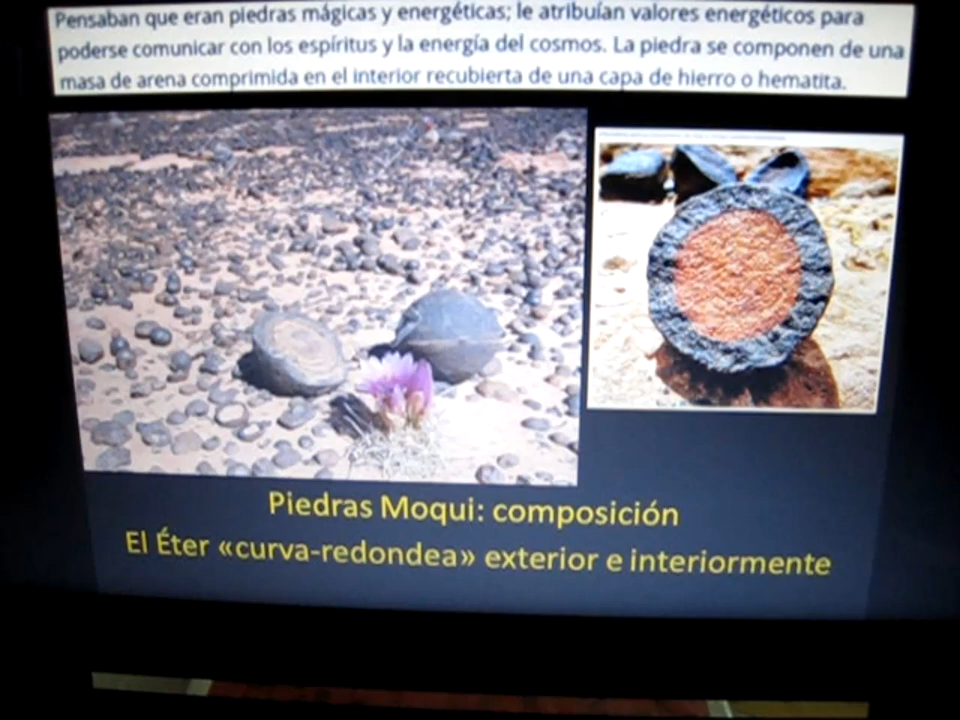 Pensaban que eran piedras mágicas y energéticas; le atribuían valores energéticos para
poderse comunicar con los espíritus y la energía del cosmos. La piedra se componen de una
masa de arena comprimida en el interior recubierta de una capa de hierro o hematita.
Piedras Moqui: composición
El Éter «curva-redondea» exterior e interiormente